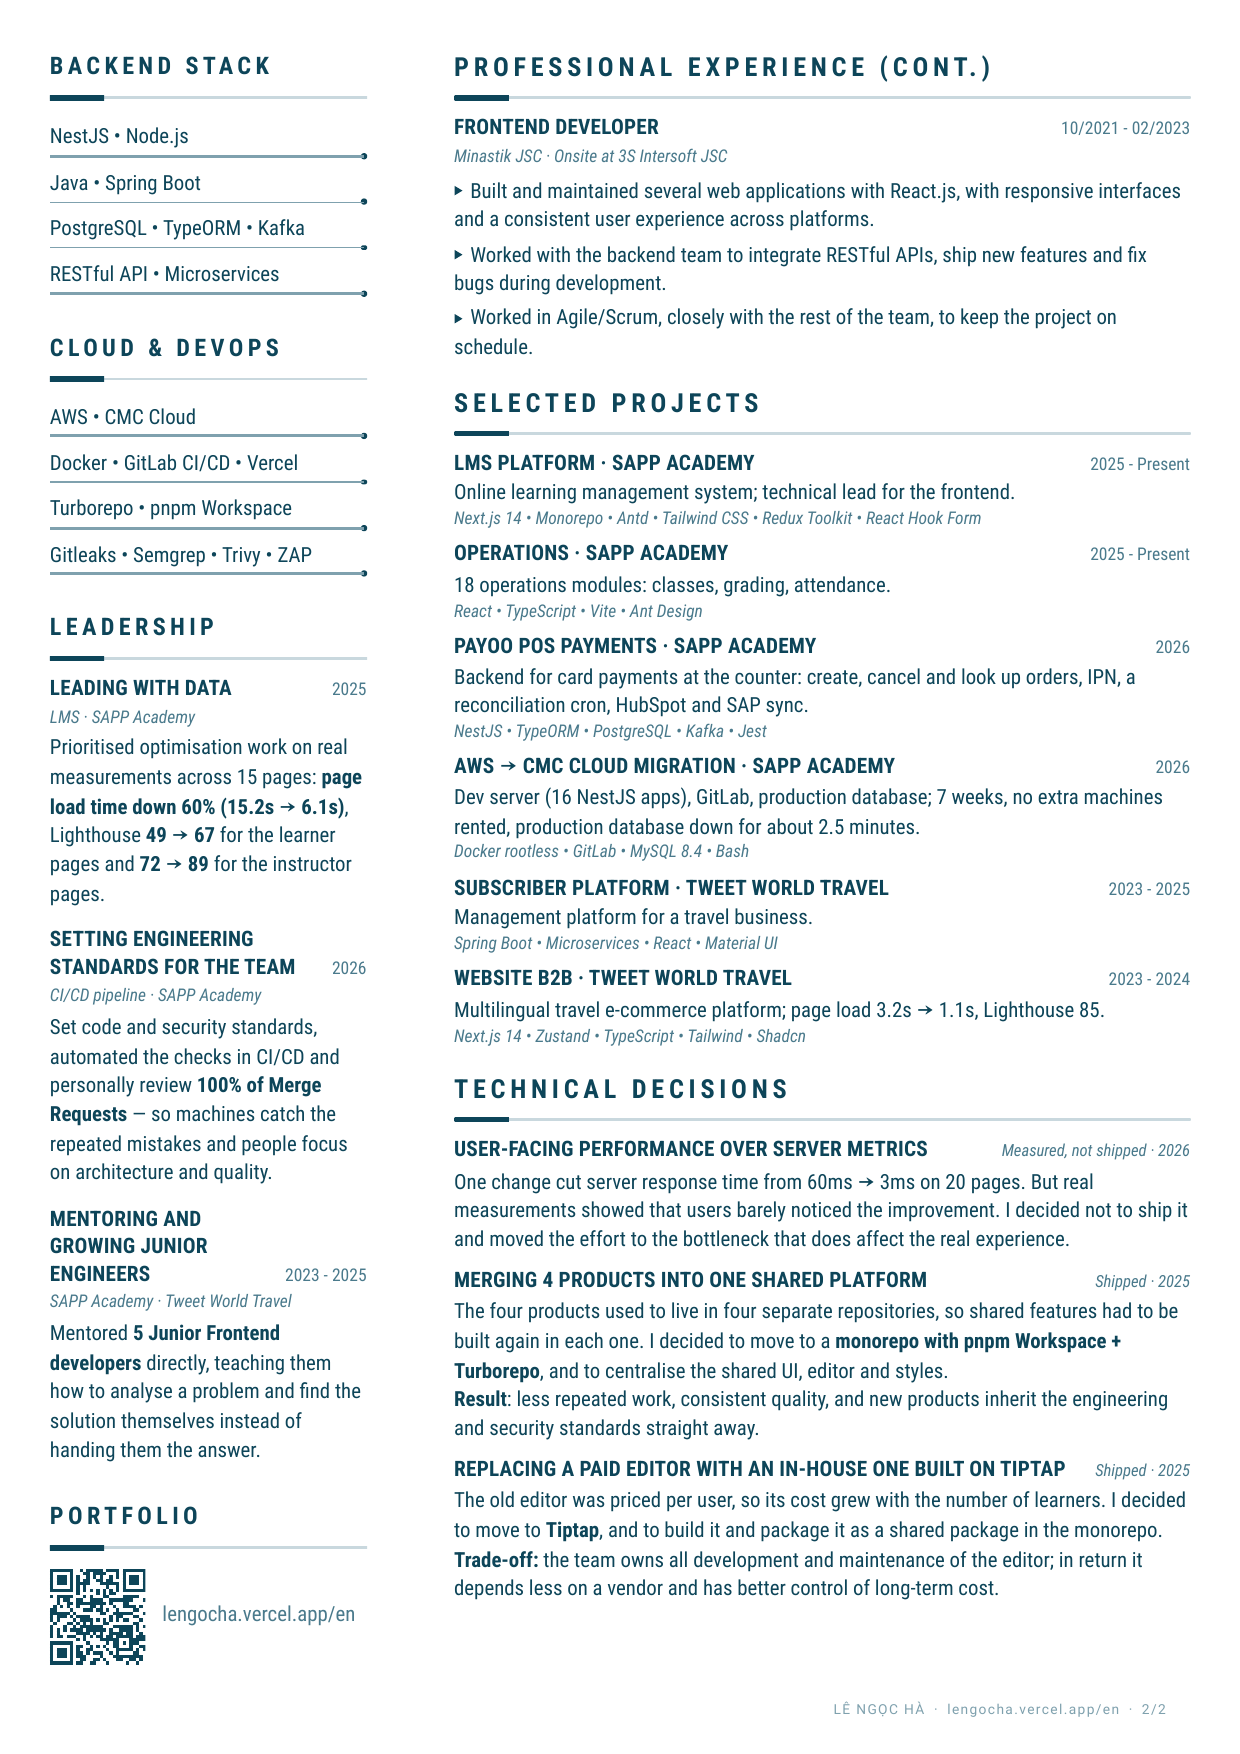 BACKEND STACK
NestJS • Node.js
Java • Spring Boot
PostgreSQL • TypeORM • Kafka
RESTful API • Microservices
CLOUD & DEVOPS
AWS • CMC Cloud
Docker • GitLab CI/CD • Vercel
Turborepo • pnpm Workspace
Gitleaks • Semgrep • Trivy • ZAP
LEADERSHIP
LEADING WITH DATA 2025
LMS · SAPP Academy
Prioritised optimisation work on real
measurements across 15 pages: page
load time down 60% (15.2s → 6.1s),
Lighthouse 49 → 67 for the learner
pages and 72 → 89 for the instructor
pages.
SETTING ENGINEERING
STANDARDS FOR THE TEAM 2026
CI/CD pipeline · SAPP Academy
Set code and security standards,
automated the checks in CI/CD and
personally review 100% of Merge
Requests — so machines catch the
repeated mistakes and people focus
on architecture and quality.
MENTORING AND
GROWING JUNIOR
ENGINEERS 2023 - 2025
SAPP Academy · Tweet World Travel
Mentored 5 Junior Frontend
developers directly, teaching them
how to analyse a problem and find the
solution themselves instead of
handing them the answer.
PORTFOLIO
lengocha.vercel.app/en
PROFESSIONAL EXPERIENCE (CONT.)
FRONTEND DEVELOPER 10/2021 - 02/2023
Minastik JSC · Onsite at 3S Intersoft JSC
▸ Built and maintained several web applications with React.js, with responsive interfaces
and a consistent user experience across platforms.
▸ Worked with the backend team to integrate RESTful APIs, ship new features and fix
bugs during development.
▸ Worked in Agile/Scrum, closely with the rest of the team, to keep the project on
schedule.
SELECTED PROJECTS
LMS PLATFORM · SAPP ACADEMY 2025 - Present
Online learning management system; technical lead for the frontend.
Next.js 14 • Monorepo • Antd • Tailwind CSS • Redux Toolkit • React Hook Form
OPERATIONS · SAPP ACADEMY 2025 - Present
18 operations modules: classes, grading, attendance.
React • TypeScript • Vite • Ant Design
PAYOO POS PAYMENTS · SAPP ACADEMY 2026
Backend for card payments at the counter: create, cancel and look up orders, IPN, a
reconciliation cron, HubSpot and SAP sync.
NestJS • TypeORM • PostgreSQL • Kafka • Jest
AWS → CMC CLOUD MIGRATION · SAPP ACADEMY 2026
Dev server (16 NestJS apps), GitLab, production database; 7 weeks, no extra machines
rented, production database down for about 2.5 minutes.
Docker rootless • GitLab • MySQL 8.4 • Bash
SUBSCRIBER PLATFORM · TWEET WORLD TRAVEL 2023 - 2025
Management platform for a travel business.
Spring Boot • Microservices • React • Material UI
WEBSITE B2B · TWEET WORLD TRAVEL 2023 - 2024
Multilingual travel e-commerce platform; page load 3.2s → 1.1s, Lighthouse 85.
Next.js 14 • Zustand • TypeScript • Tailwind • Shadcn
TECHNICAL DECISIONS
USER-FACING PERFORMANCE OVER SERVER METRICS Measured, not shipped · 2026
One change cut server response time from 60ms → 3ms on 20 pages. But real
measurements showed that users barely noticed the improvement. I decided not to ship it
and moved the effort to the bottleneck that does affect the real experience.
MERGING 4 PRODUCTS INTO ONE SHARED PLATFORM Shipped · 2025
The four products used to live in four separate repositories, so shared features had to be
built again in each one. I decided to move to a monorepo with pnpm Workspace +
Turborepo, and to centralise the shared UI, editor and styles.
Result: less repeated work, consistent quality, and new products inherit the engineering
and security standards straight away.
REPLACING A PAID EDITOR WITH AN IN-HOUSE ONE BUILT ON TIPTAP Shipped · 2025
The old editor was priced per user, so its cost grew with the number of learners. I decided
to move to Tiptap, and to build it and package it as a shared package in the monorepo.
Trade-off: the team owns all development and maintenance of the editor; in return it
depends less on a vendor and has better control of long-term cost.
LÊ NGỌC HÀ · lengocha.vercel.app/en · 2/2